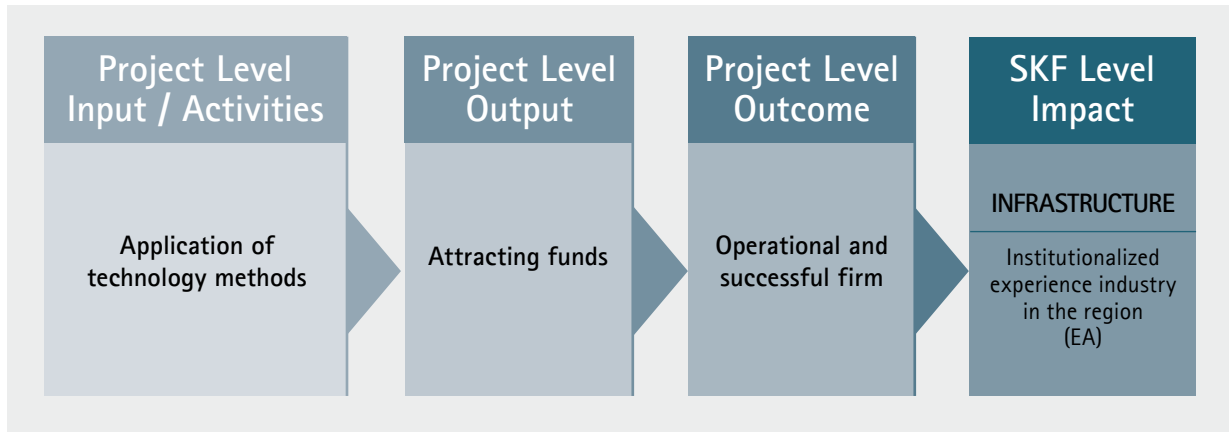 Project Level
Input / Activities
Application of
technology methods
Project Level
Output
Attracting funds
Project Level
Outcome
Operational and
successful firm
SKF Level
Impact
INFRASTRUCTURE
Institutionalized
experience industry
in the region
(EA)